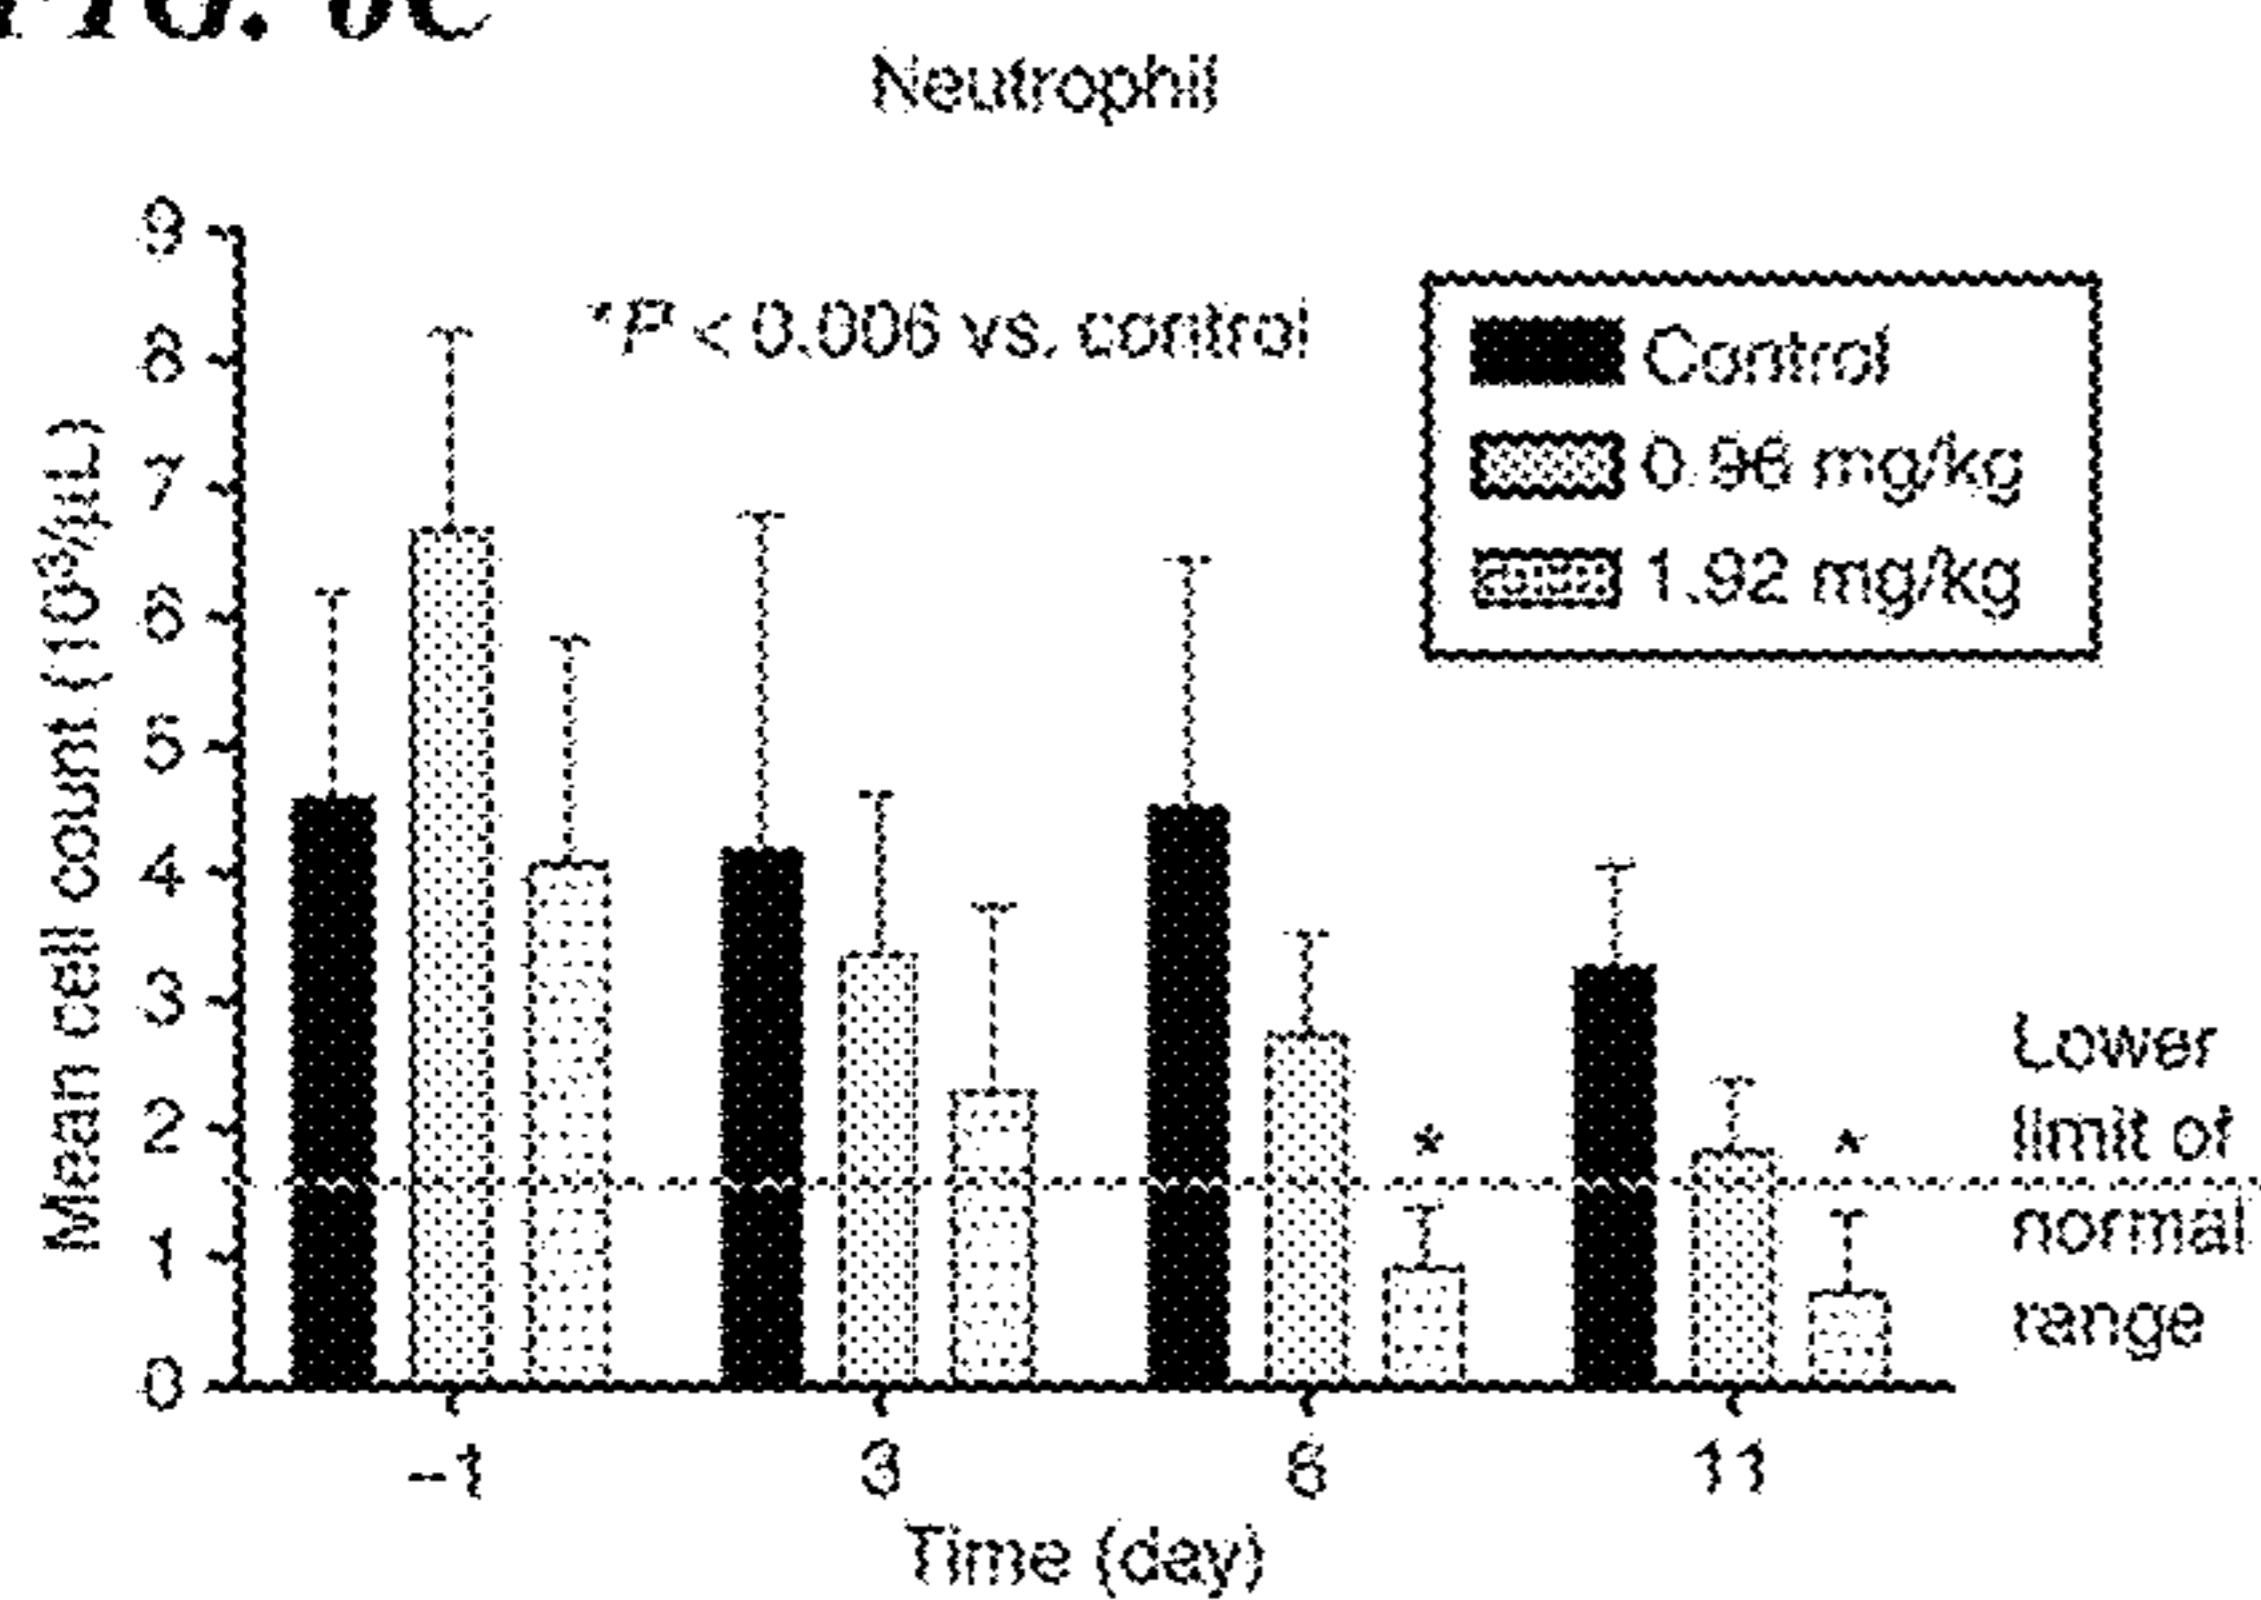 Neutrophil
*P < 0.006 vs. control
Control
0.96 mg/kg
1.92 mg/kg
Mean cell count (10³/µL)
9
8
7
6
5
4
3
2
1
0
*
*
Lower
limit of
normal
range
–1
3
6
11
Time (day)